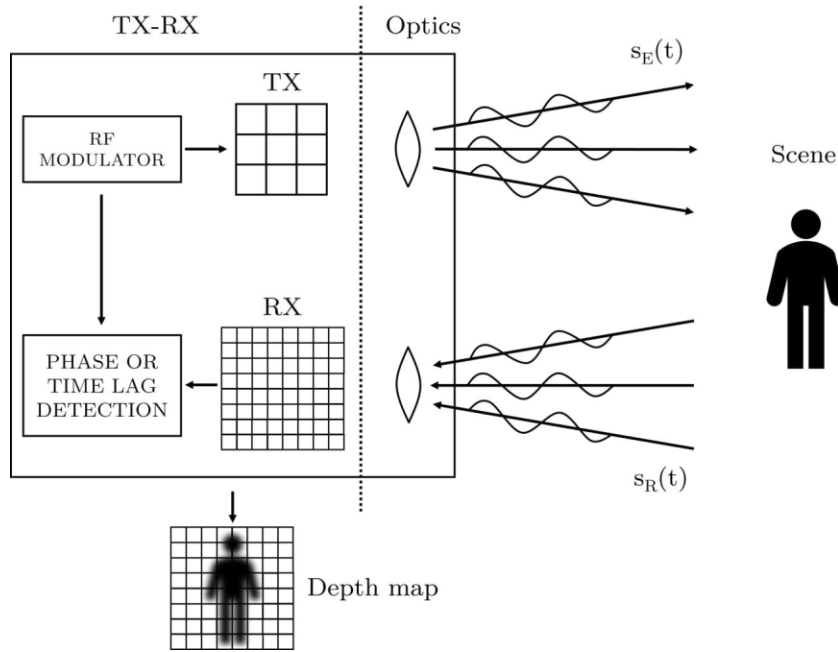 TX-RX
Optics
s_E(t)
TX
RF
MODULATOR
Scene
RX
PHASE OR
TIME LAG
DETECTION
s_R(t)
Depth map